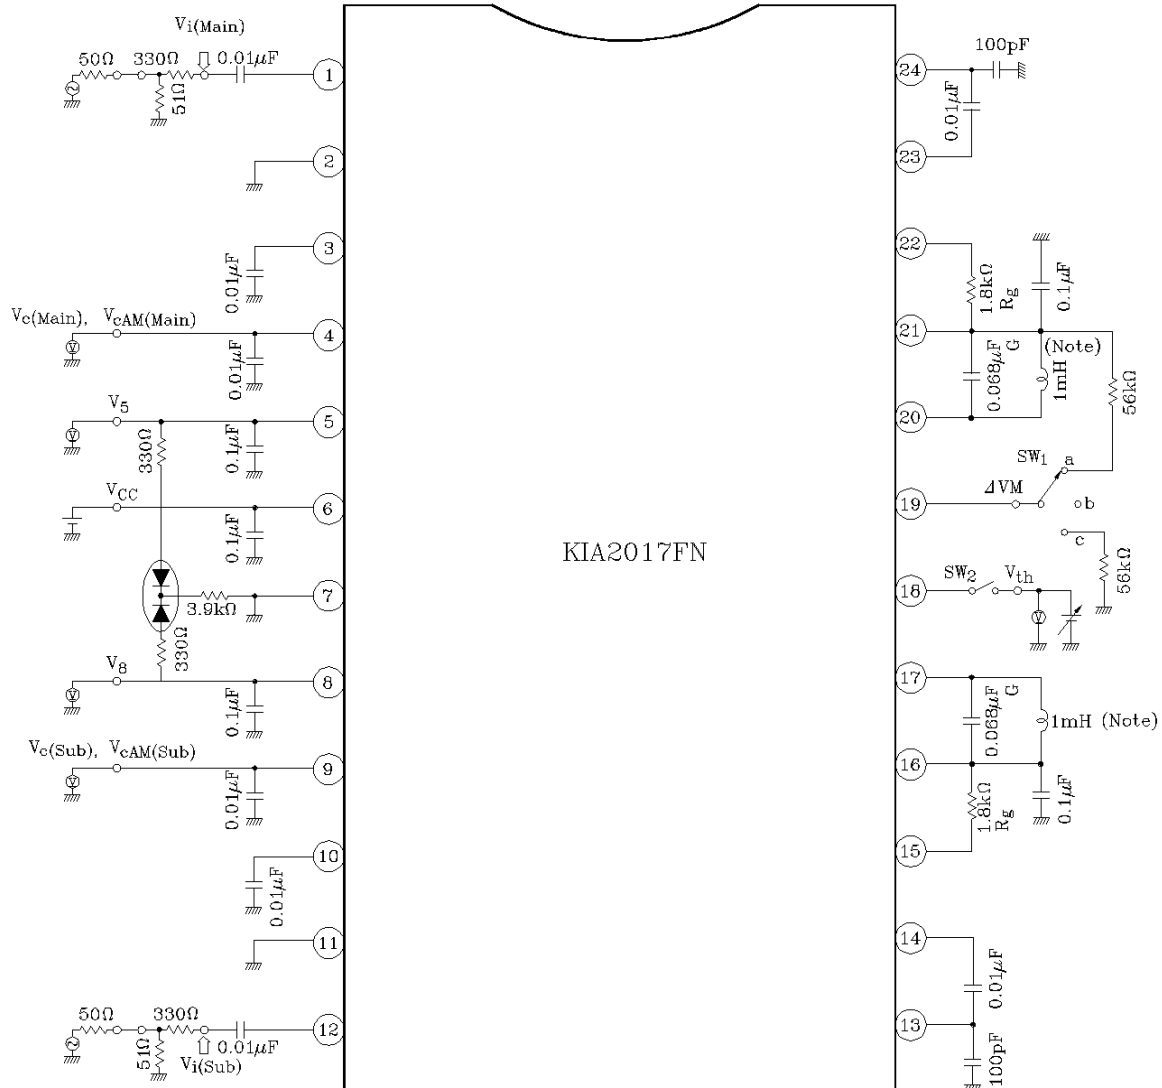 Vi(Main)
50Ω 330Ω 0.01μF
51Ω
1
2
3
0.01μF
Vc(Main), VcAM(Main)
4
0.01μF
V5
5
330Ω
0.1μF
VCC
6
0.1μF
7
3.9kΩ
330Ω
V8
8
0.1μF
Vc(Sub), VcAM(Sub)
9
0.01μF
10
0.01μF
11
50Ω 330Ω
12
51Ω
0.01μF
Vi(Sub)
KIA2017FN
100pF
24
0.01μF
23
22
1.8kΩ
Rg
0.1μF
21
0.068μF
G
(Note)
1mH
56kΩ
20
SW1 a
19
ΔVM
b
c
SW2 Vth
18
56kΩ
17
0.068μF
G
1mH (Note)
16
1.8kΩ
Rg
0.1μF
15
14
0.01μF
13
100pF
V
V
V
V
V